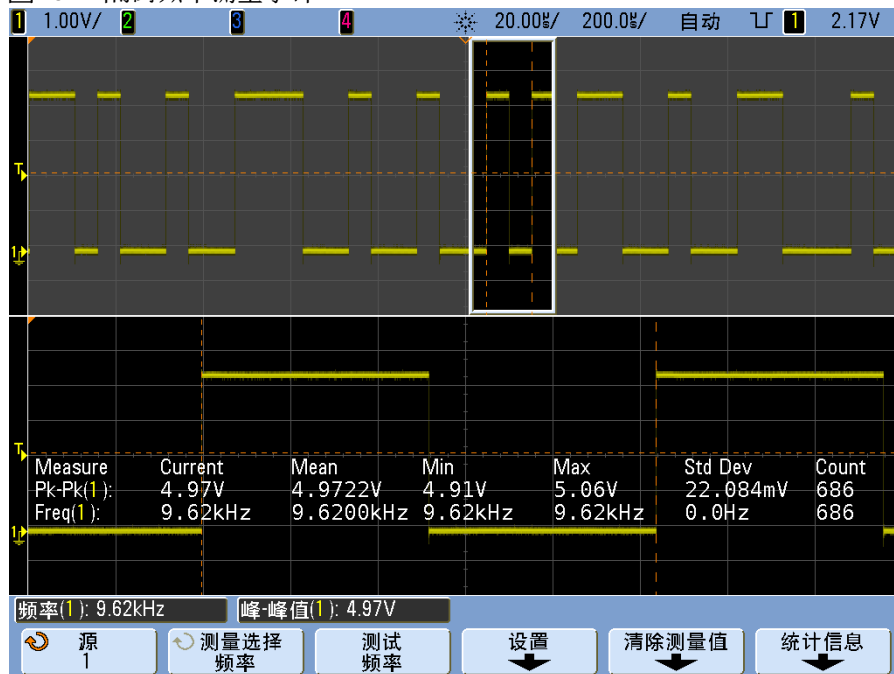 1 1.00V/ 2 3 4 20.00㎲/ 200.0㎲/ 自动 1 2.17V
T
1
T
Measure Current Mean Min Max Std Dev Count
Pk-Pk(1): 4.97V 4.9722V 4.91V 5.06V 22.084mV 686
Freq(1): 9.62kHz 9.6200kHz 9.62kHz 9.62kHz 0.0Hz 686
1
频率(1): 9.62kHz 峰-峰值(1): 4.97V
源 测量选择 测试 设置 清除测量值 统计信息
1 频率 频率